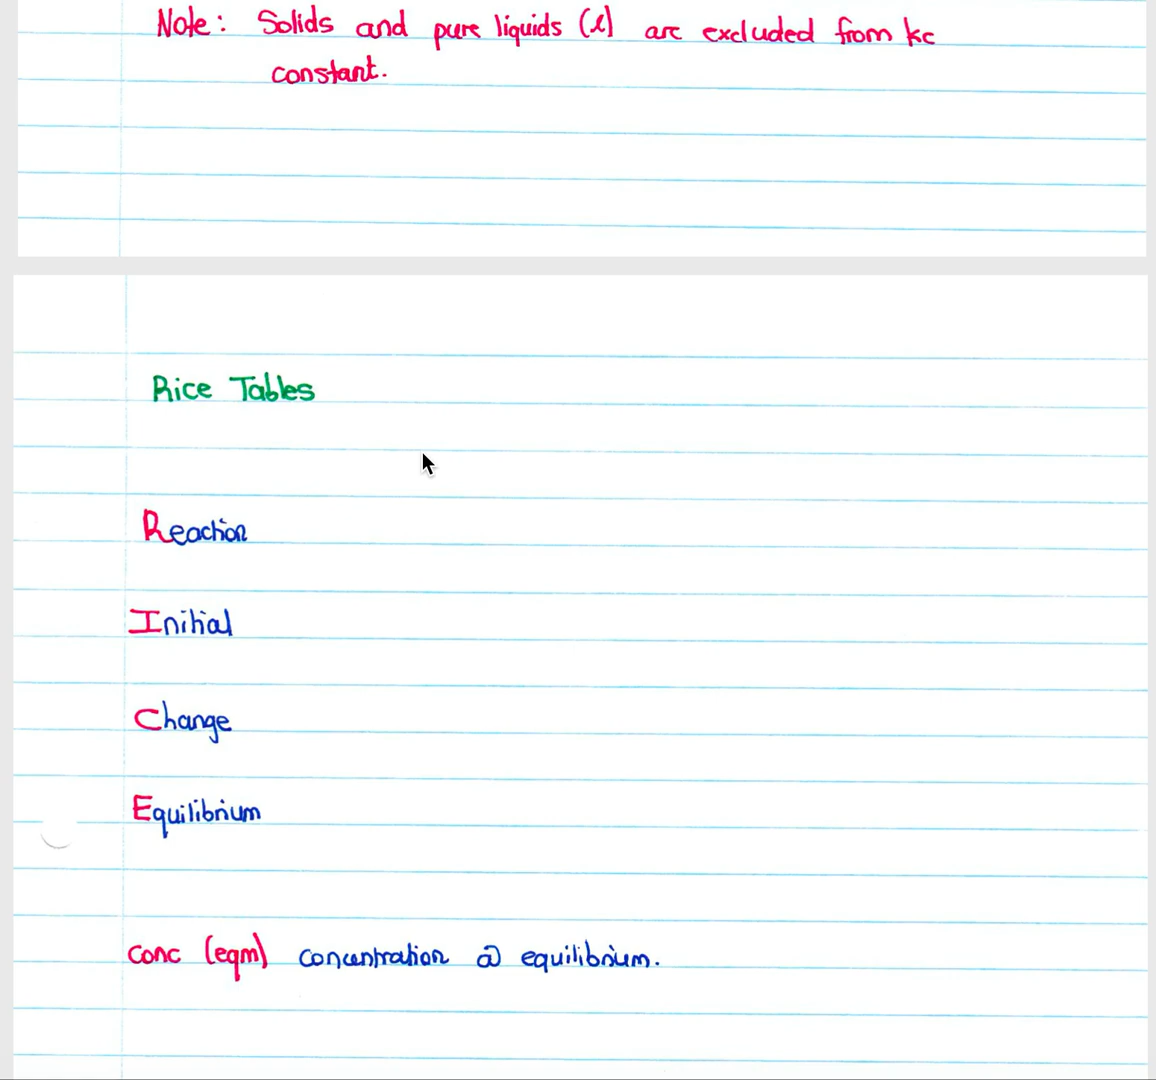 Note: Solids and pure liquids (l) are excluded from kc
constant.
Rice Tables
Reaction
Initial
Change
Equilibrium
conc (eqm) concentration @ equilibrium.